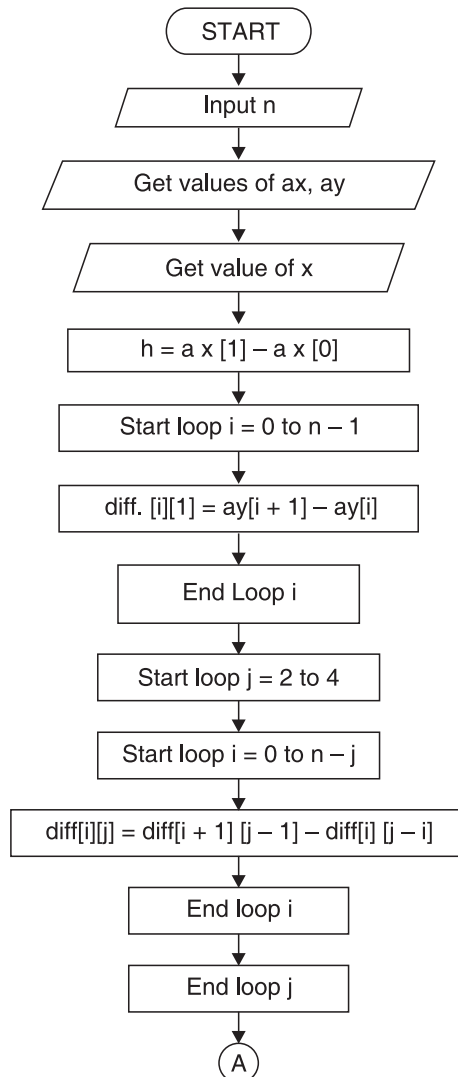 START
Input n
Get values of ax, ay
Get value of x
h = a x [1] – a x [0]
Start loop i = 0 to n – 1
diff. [i][1] = ay[i + 1] – ay[i]
End Loop i
Start loop j = 2 to 4
Start loop i = 0 to n – j
diff[i][j] = diff[i + 1] [j – 1] – diff[i] [j – i]
End loop i
End loop j
A